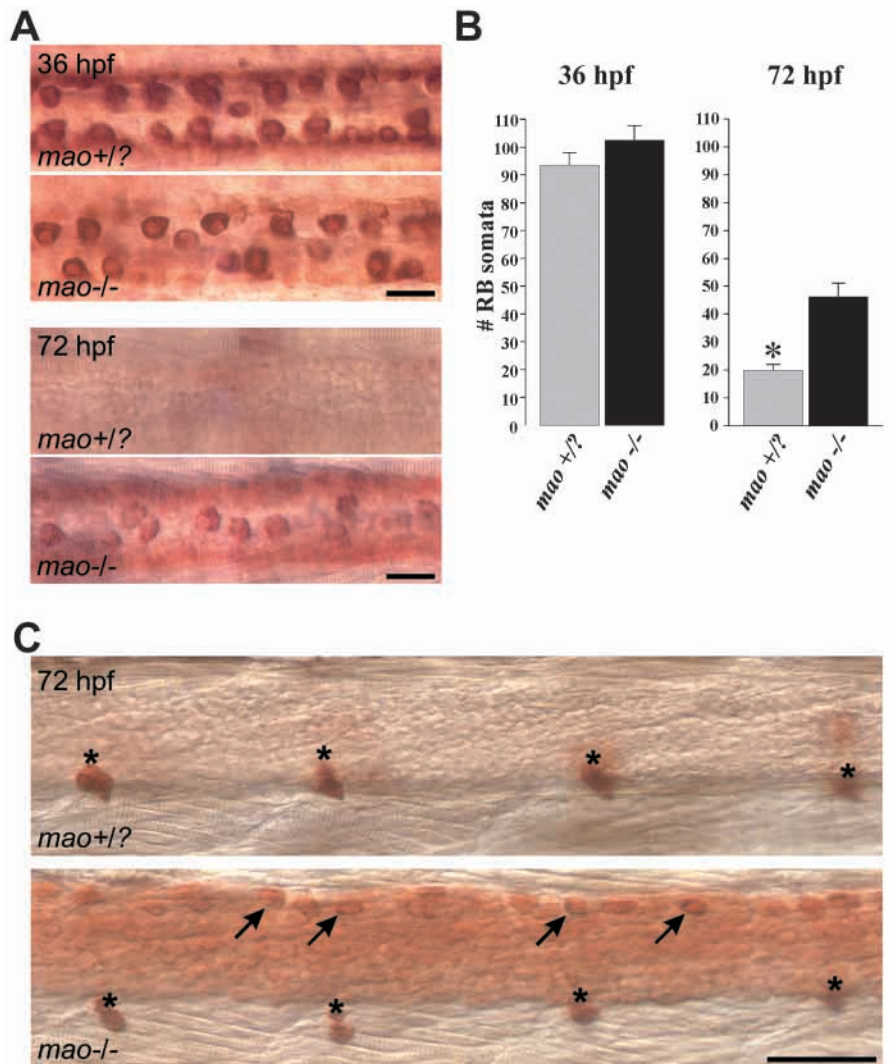 A
36 hpf
mao+/?
mao-/-
72 hpf
mao+/?
mao-/-
B
36 hpf
72 hpf
# RB somata
110
100
90
80
70
60
50
40
30
20
10
0
mao +/?
mao -/-
110
100
90
80
70
60
50
40
30
20
10
0
*
mao +/?
mao -/-
C
72 hpf
* * * *
mao+/?
* * * *
mao-/-